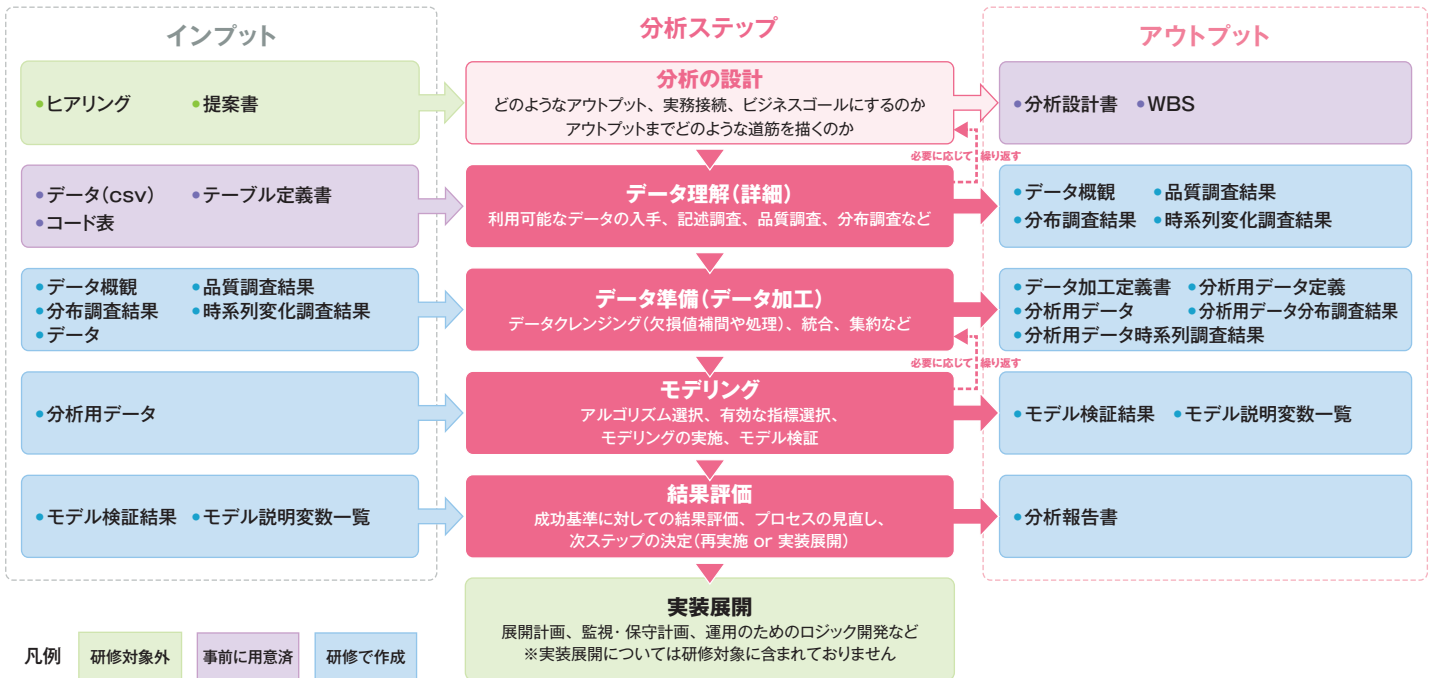 インプット
分析ステップ
アウトプット
•ヒアリング •提案書
分析の設計
どのようなアウトプット、実務接続、ビジネスゴールにするのか
アウトプットまでどのような道筋を描くのか
•分析設計書 •WBS
必要に応じて 繰り返す
•データ(CSV) •テーブル定義書
•コード表
データ理解(詳細)
利用可能なデータの入手、記述調査、品質調査、分布調査など
•データ概観 •品質調査結果
•分布調査結果 •時系列変化調査結果
•データ概観 •品質調査結果
•分布調査結果 •時系列変化調査結果
•データ
データ準備(データ加工)
データクレンジング(欠損値補間や処理)、統合、集約など
•データ加工定義書 •分析用データ定義
•分析用データ •分析用データ分布調査結果
•分析用データ時系列調査結果
必要に応じて 繰り返す
•分析用データ
モデリング
アルゴリズム選択、有効な指標選択、
モデリングの実施、モデル検証
•モデル検証結果 •モデル説明変数一覧
•モデル検証結果 •モデル説明変数一覧
結果評価
成功基準に対しての結果評価、プロセスの見直し、
次ステップの決定(再実施 or 実装展開)
•分析報告書
実装展開
展開計画、監視・保守計画、運用のためのロジック開発など
※実装展開については研修対象に含まれておりません
凡例 研修対象外 事前に用意済 研修で作成